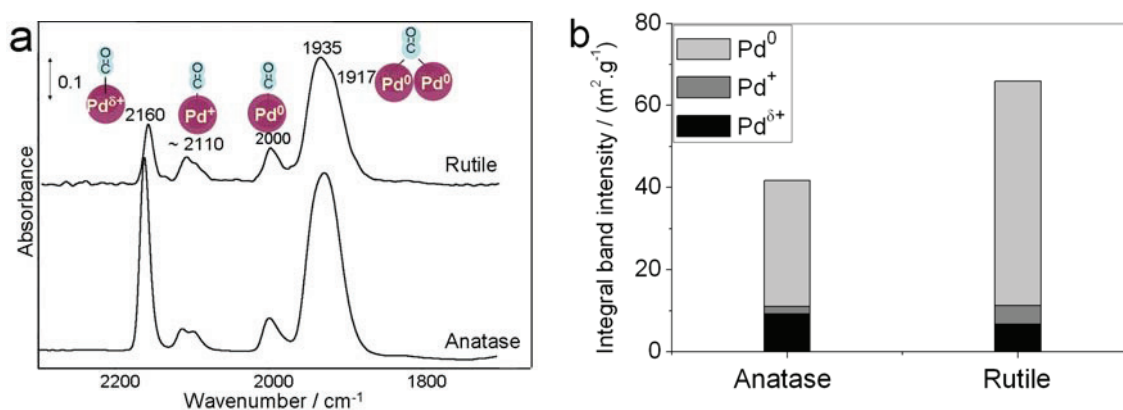 a
0.1
O
C
Pdδ+
2160
O
C
Pd+
~ 2110
O
C
Pd0
2000
1935
1917
O
C
Pd0 Pd0
Rutile
Anatase
Absorbance
2200 2000 1800
Wavenumber / cm-1
b
80
60
40
20
0
Integral band intensity / (m2.g-1)
Pd0
Pd+
Pdδ+
Anatase Rutile